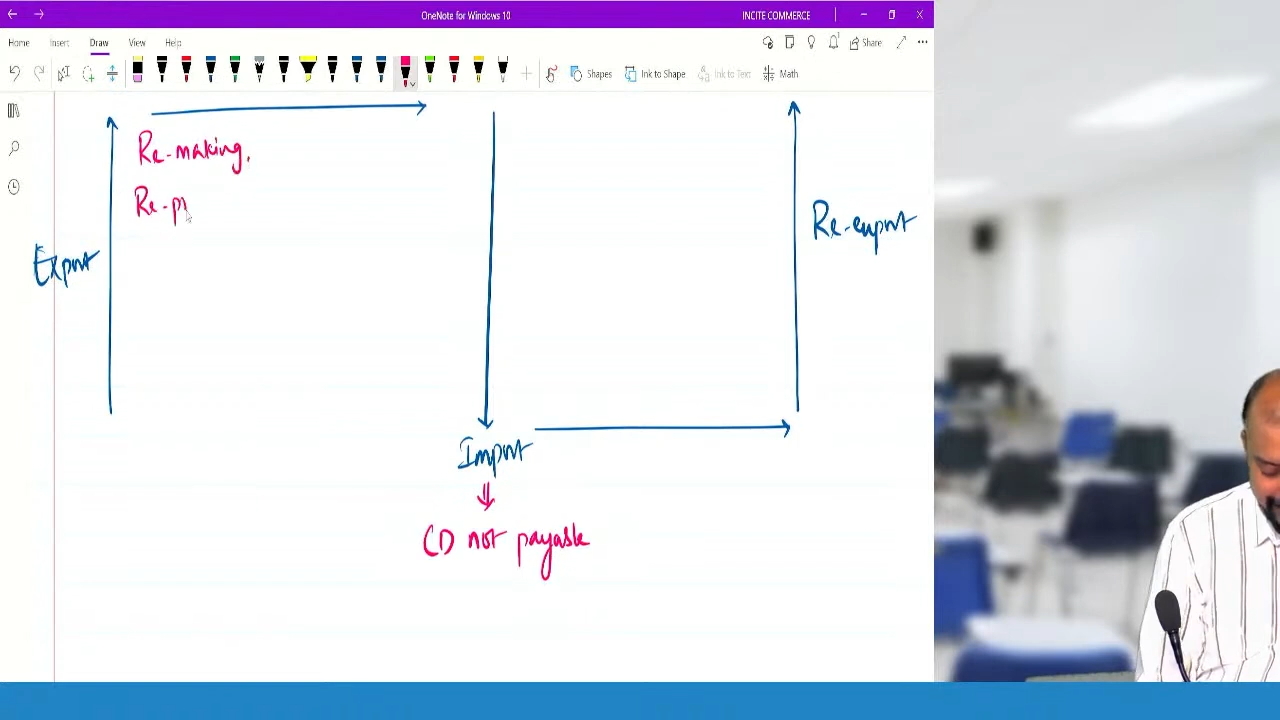 OneNote for Windows 10
INCITE COMMERCE
Home Insert Draw View Help
Share
Shapes Ink to Shape Ink to Text Math
Re-making,
Re-pr
Export
Re-export
Import
CD not payable